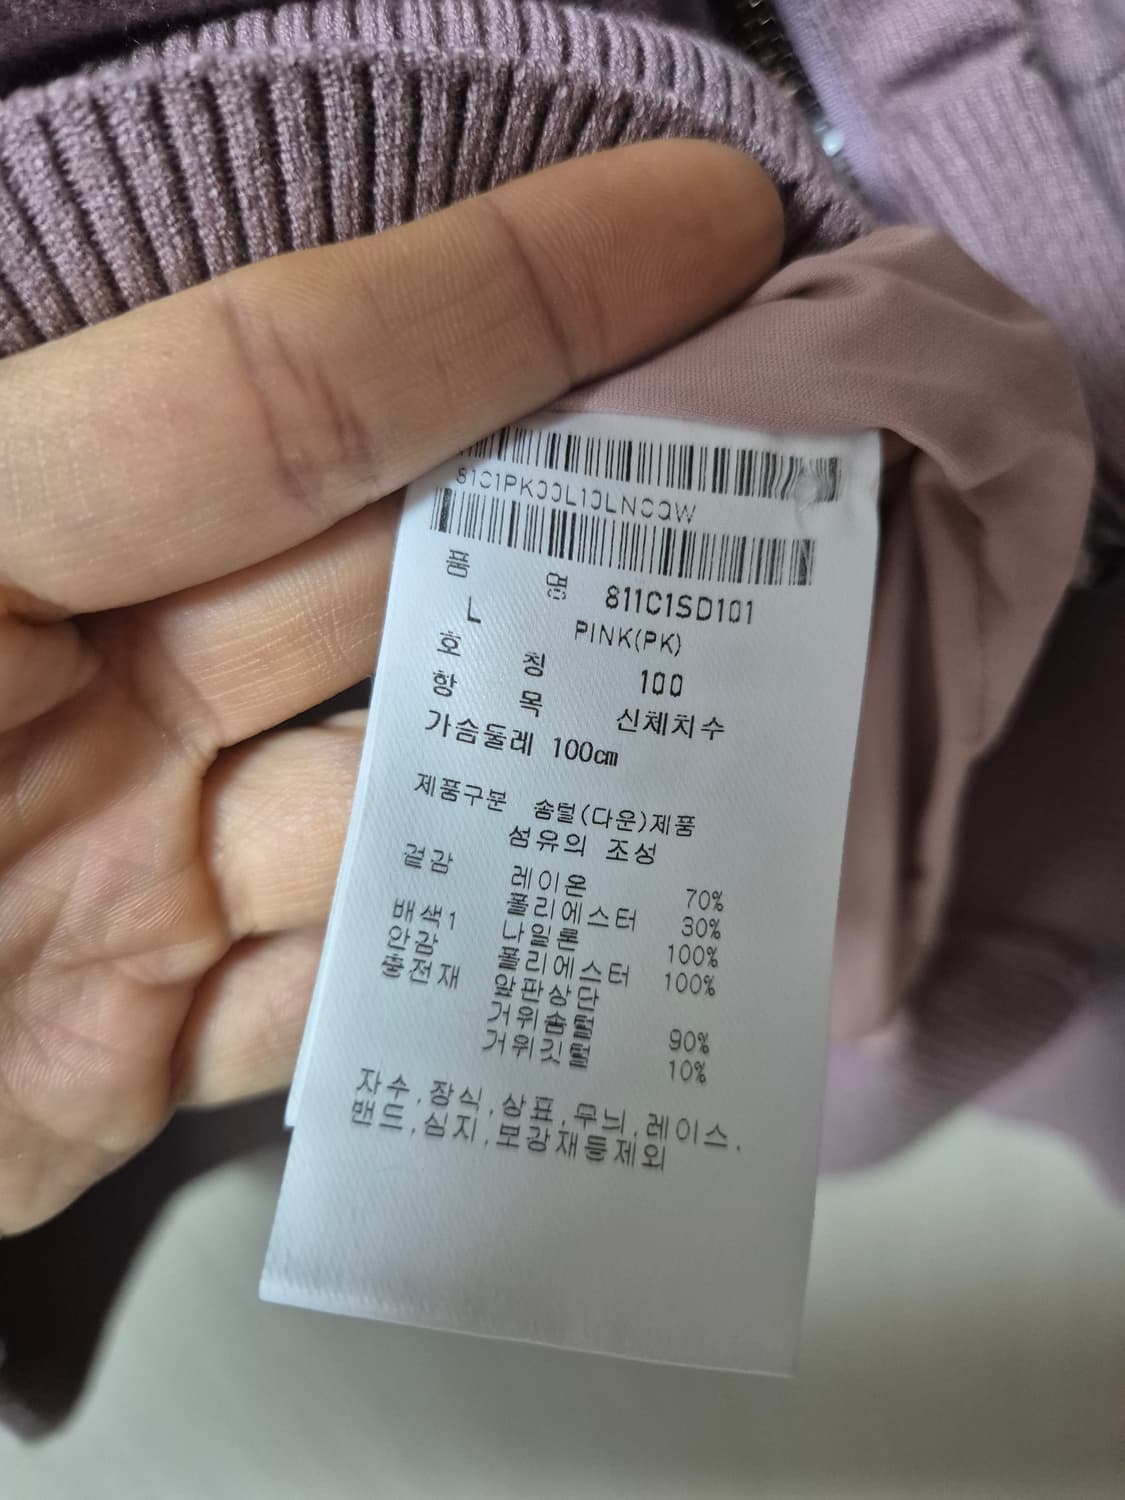 품 명 811C1SD101
L PINK(PK)
호 칭 100
항 목 신체치수
가슴둘레 100㎝
제품구분 솜털(다운)제품
섬유의 조성
겉감 레이온 70%
폴리에스터 30%
배색1 나일론 100%
안감 폴리에스터 100%
충전재 앞판상단
거위솜털 90%
거위깃털 10%
자수,장식,상표,무늬,레이스,
밴드,심지,보강재등제외